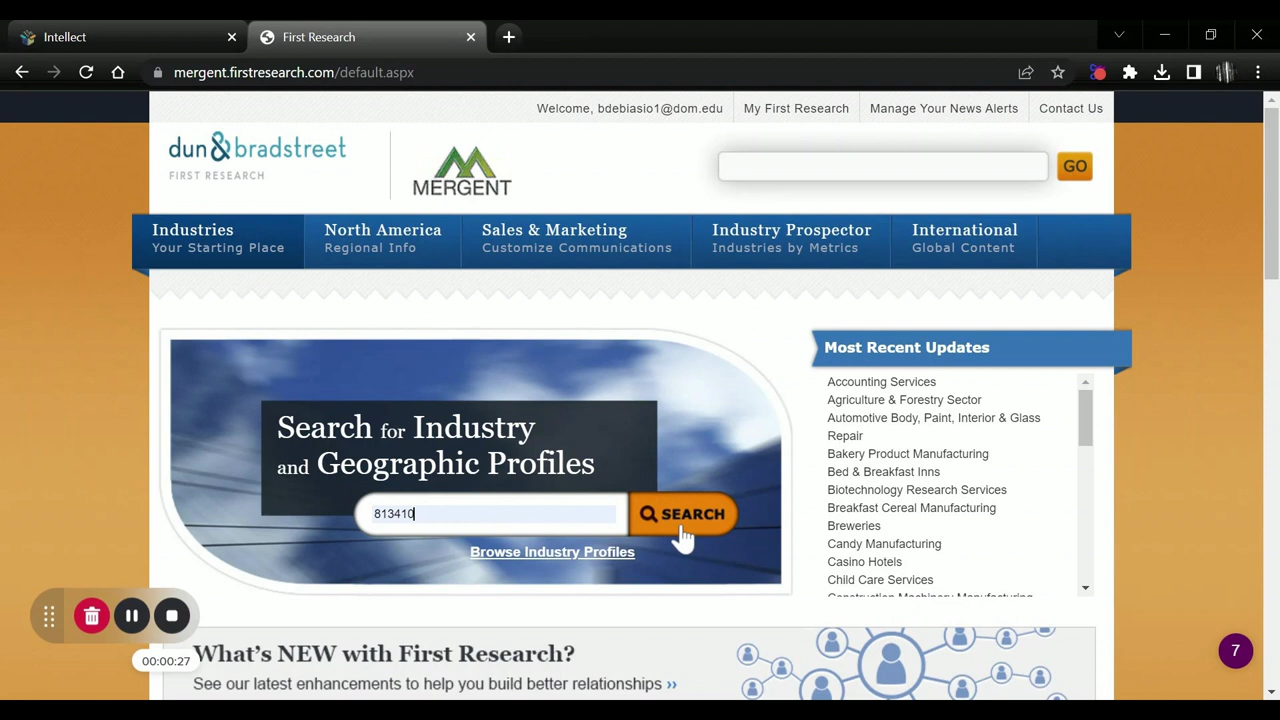 Intellect
First Research
mergent.firstresearch.com/default.aspx
Welcome, bdebiasio1@dom.edu
My First Research
Manage Your News Alerts
Contact Us
dun&bradstreet
FIRST RESEARCH
MERGENT
GO
Industries
Your Starting Place
North America
Regional Info
Sales & Marketing
Customize Communications
Industry Prospector
Industries by Metrics
International
Global Content
Search for Industry
and Geographic Profiles
813410
SEARCH
Browse Industry Profiles
Most Recent Updates
Accounting Services
Agriculture & Forestry Sector
Automotive Body, Paint, Interior & Glass
Repair
Bakery Product Manufacturing
Bed & Breakfast Inns
Biotechnology Research Services
Breakfast Cereal Manufacturing
Breweries
Candy Manufacturing
Casino Hotels
Child Care Services
Construction Machinery Manufacturing
00:00:27
What's NEW with First Research?
See our latest enhancements to help you build better relationships ››
7